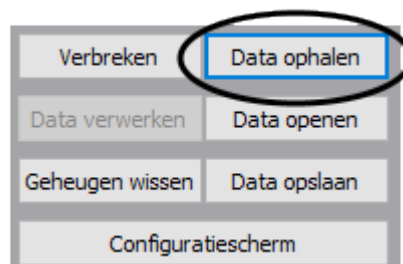 Verbreken Data ophalen
Data verwerken Data openen
Geheugen wissen Data opslaan
Configuratiescherm